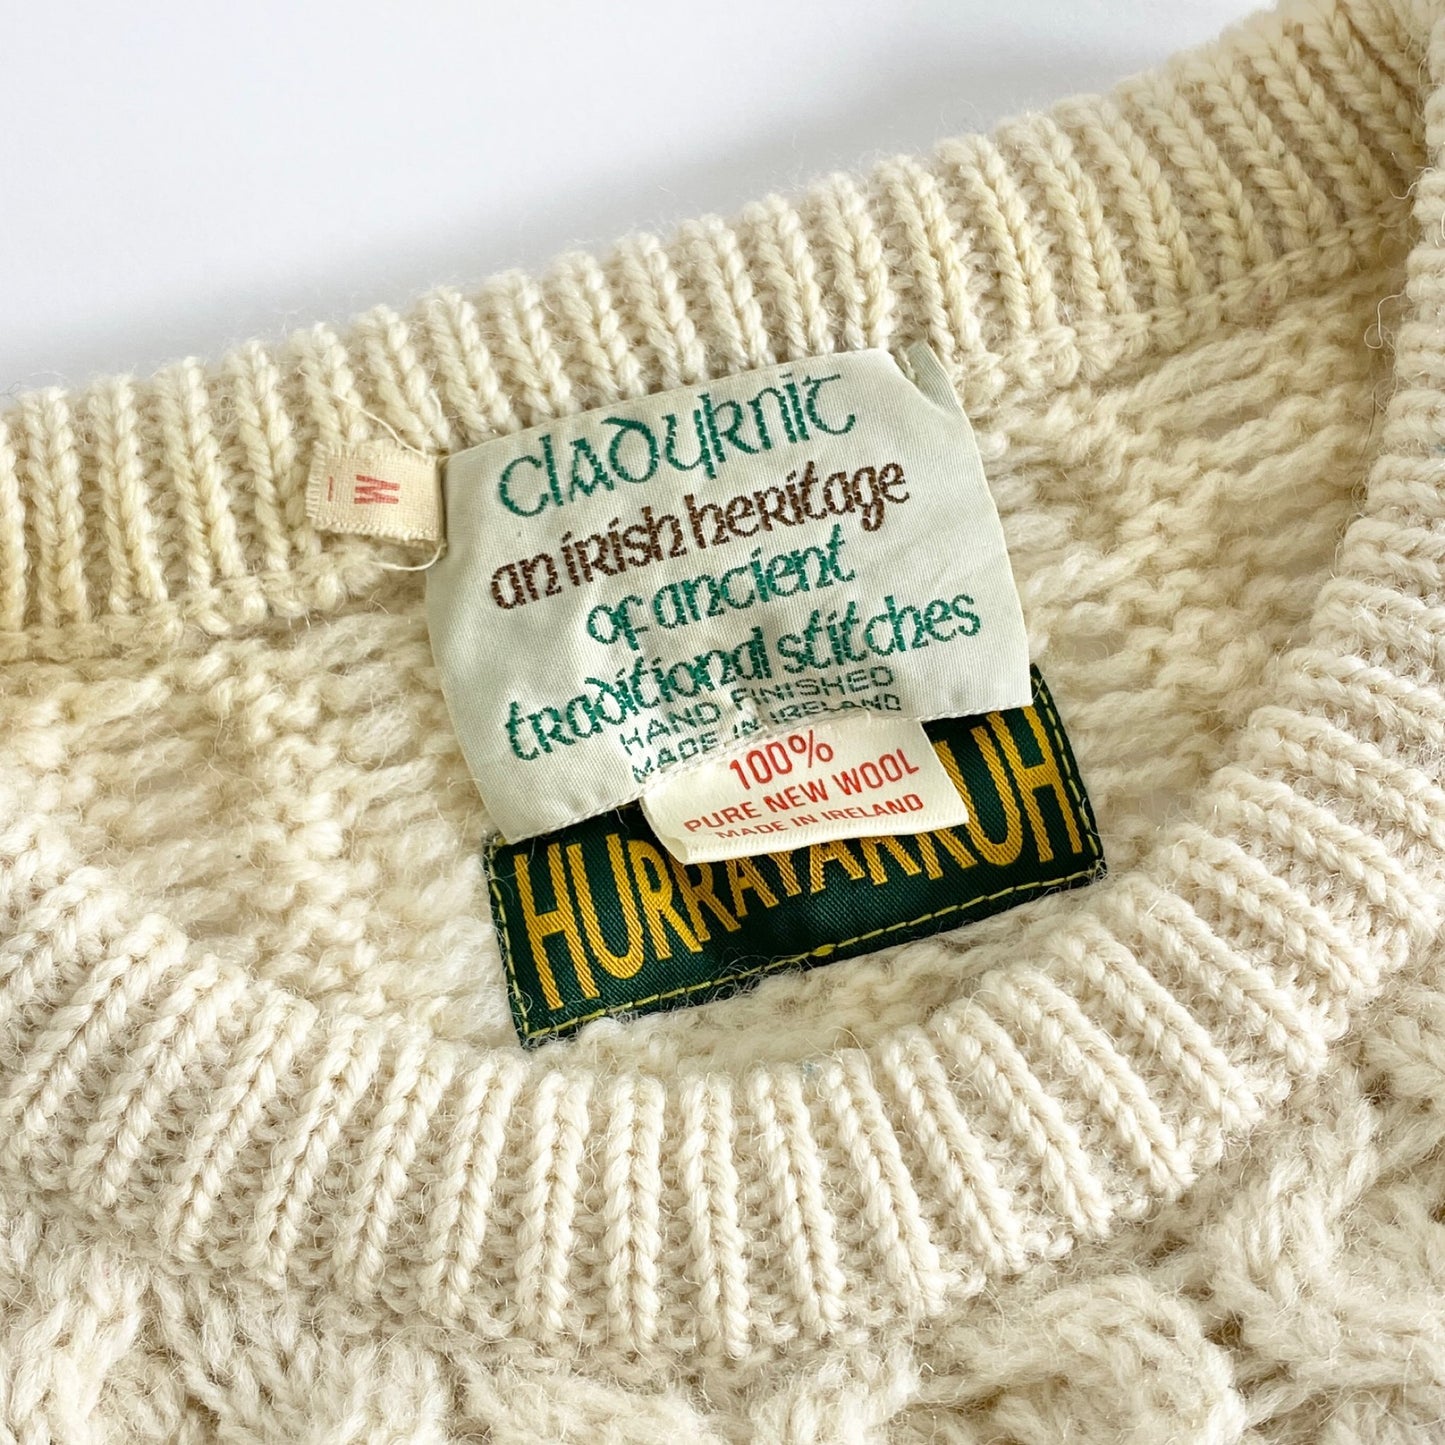 M
cladyknit
an irish heritage
of ancient
traditional stitches
HAND FINISHED
MADE IN IRELAND
100%
PURE NEW WOOL
MADE IN IRELAND
HURRAYARRUH